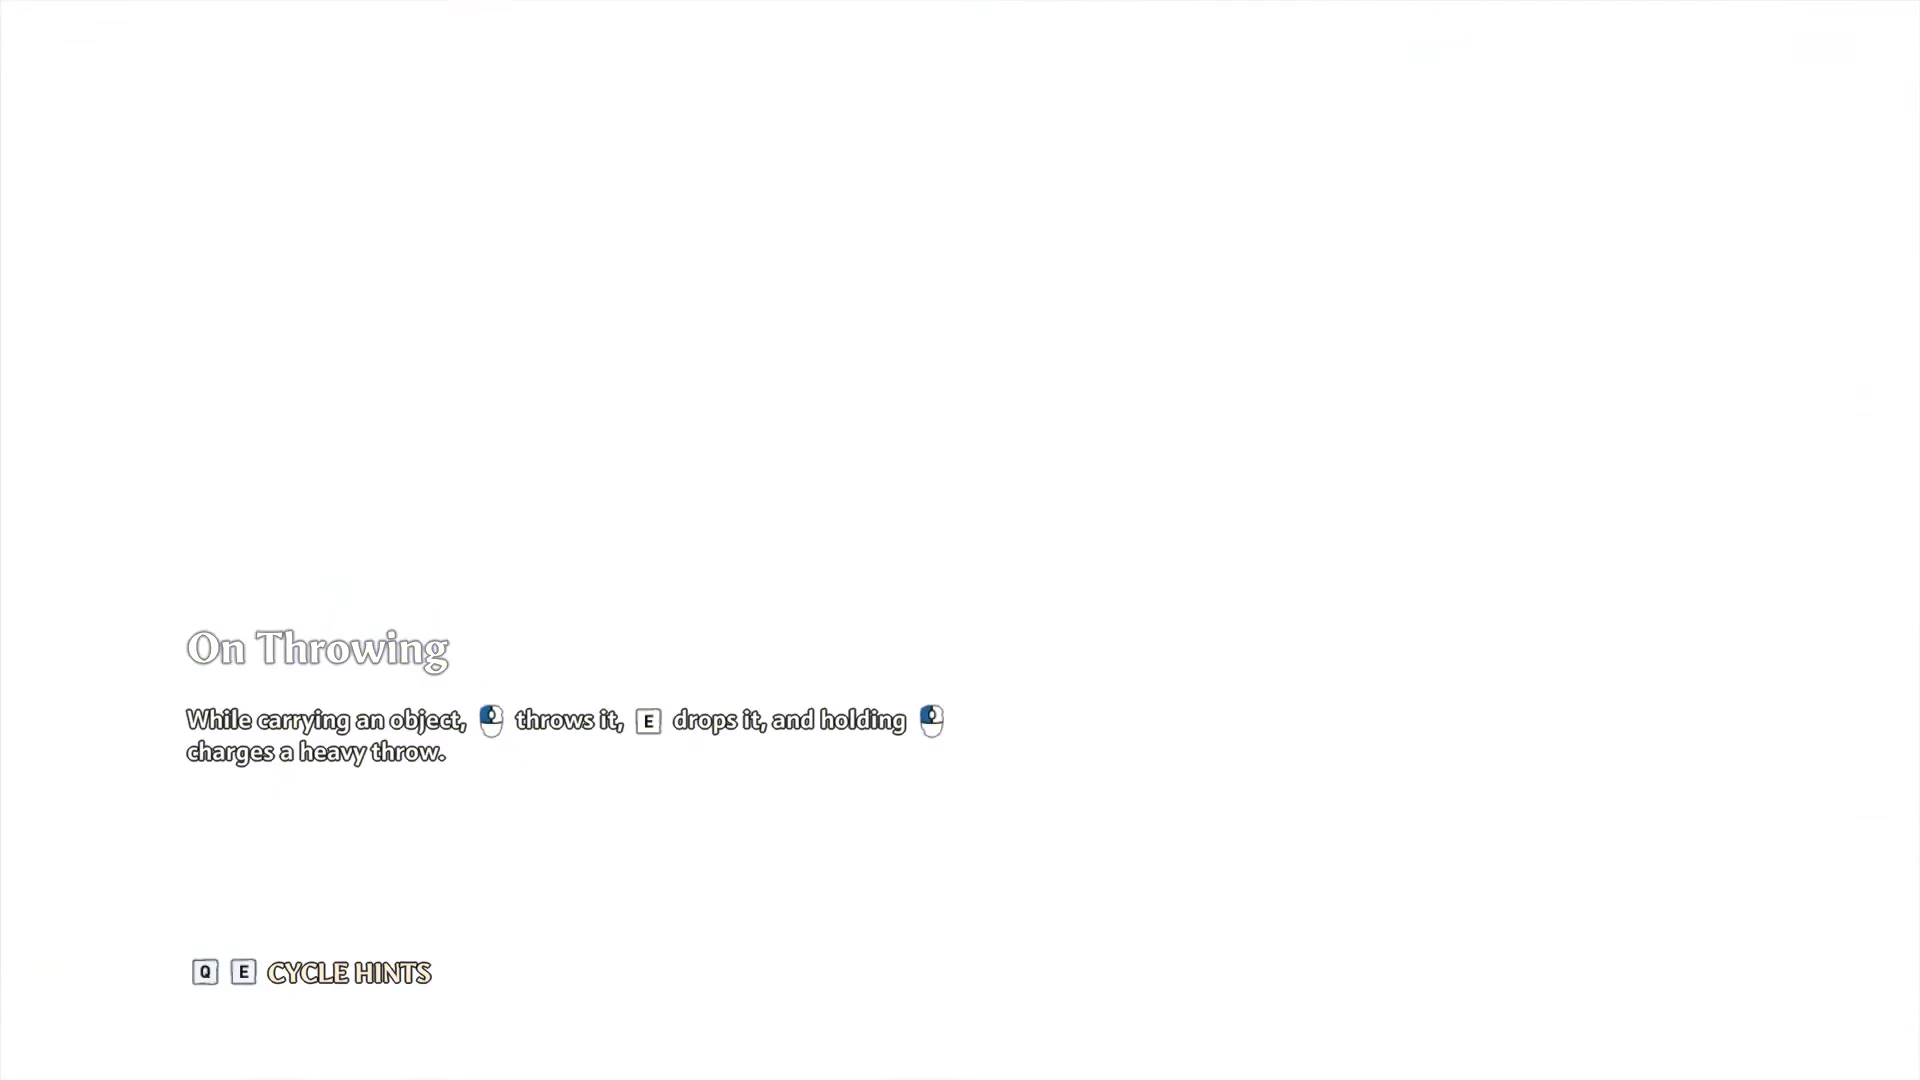 On Throwing
While carrying an object, throws it, E drops it, and holding
charges a heavy throw.
Q E CYCLE HINTS